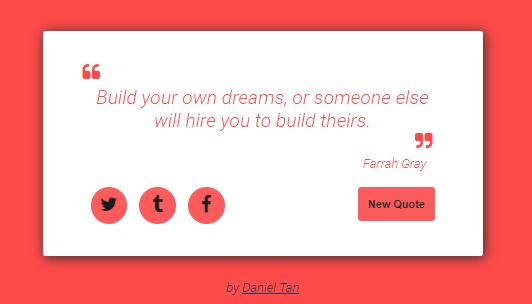 “
Build your own dreams, or someone else
will hire you to build theirs.
”
Farrah Gray
New Quote
by Daniel Tan